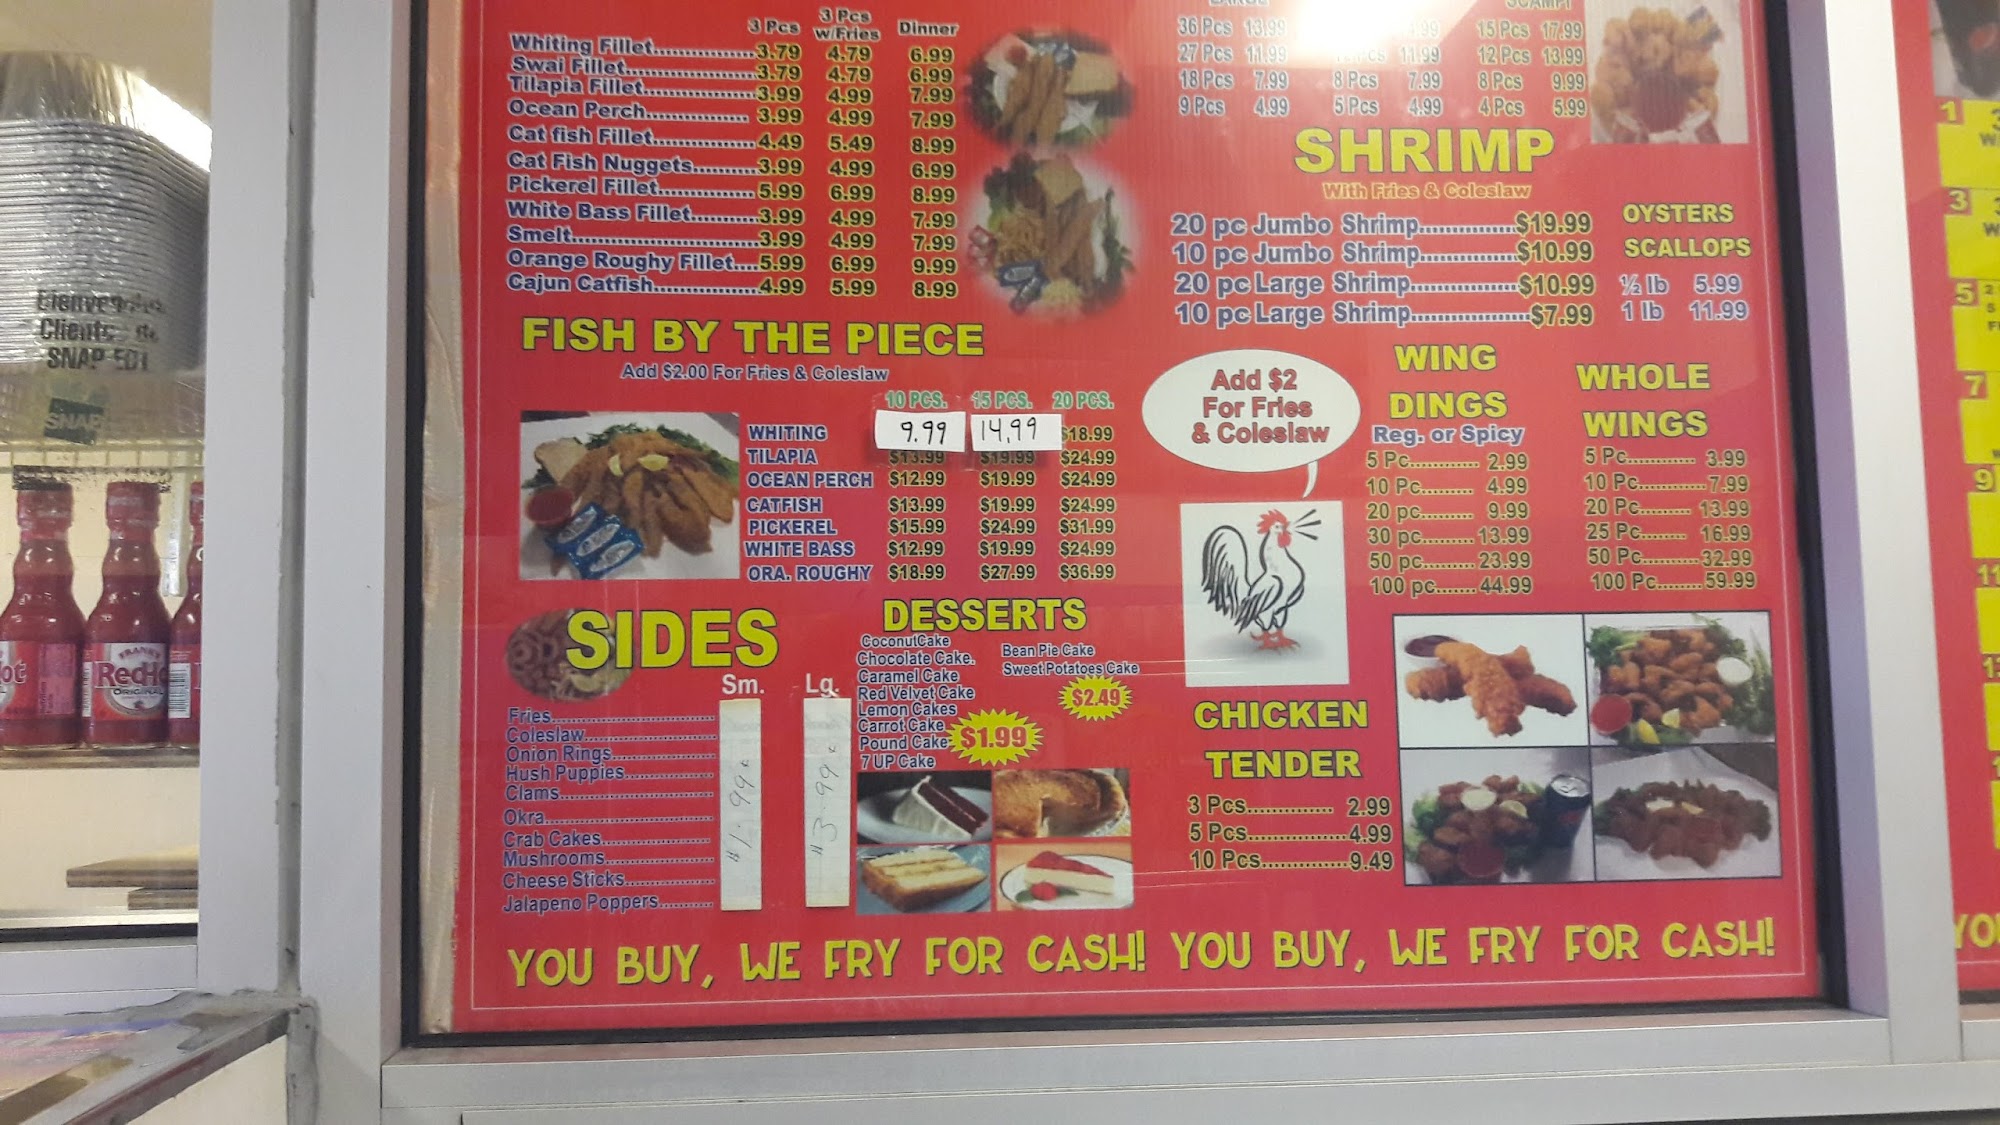 3 Pcs 3 Pcs w/Fries Dinner
Whiting Fillet 3.79 4.79 6.99
Swai Fillet 3.79 4.79 6.99
Tilapia Fillet 3.99 4.99 7.99
Ocean Perch 3.99 4.99 7.99
Cat fish Fillet 4.49 5.49 8.99
Cat Fish Nuggets 3.99 4.99 6.99
Pickerel Fillet 5.99 6.99 8.99
White Bass Fillet 3.99 4.99 7.99
Smelt 3.99 4.99 7.99
Orange Roughy Fillet 5.99 6.99 9.99
Cajun Catfish 4.99 5.99 8.99
FISH BY THE PIECE
Add $2.00 For Fries & Coleslaw
10 PCS. 15 PCS. 20 PCS.
WHITING 9.99 14.99 $18.99
TILAPIA $13.99 $19.99 $24.99
OCEAN PERCH $12.99 $19.99 $24.99
CATFISH $13.99 $19.99 $24.99
PICKEREL $15.99 $24.99 $31.99
WHITE BASS $12.99 $19.99 $24.99
ORA. ROUGHY $18.99 $27.99 $36.99
SIDES
Sm. Lg.
Fries
Coleslaw
Onion Rings
Hush Puppies
Clams
Okra
Crab Cakes
Mushrooms
Cheese Sticks
Jalapeno Poppers
$1.99
$3.99
DESSERTS
CoconutCake
Chocolate Cake.
Caramel Cake
Red Velvet Cake
Lemon Cakes
Carrot Cake
Pound Cake
7 UP Cake
$1.99
Bean Pie Cake
Sweet Potatoes Cake
$2.49
36 Pcs 13.99
27 Pcs 11.99 11.99
18 Pcs 7.99 8 Pcs 7.99
9 Pcs 4.99 5 Pcs 4.99
SCAMPI
15 Pcs 17.99
12 Pcs 13.99
8 Pcs 9.99
4 Pcs 5.99
SHRIMP
With Fries & Coleslaw
20 pc Jumbo Shrimp $19.99
10 pc Jumbo Shrimp $10.99
20 pc Large Shrimp $10.99
10 pc Large Shrimp $7.99
OYSTERS
SCALLOPS
½ lb 5.99
1 lb 11.99
Add $2
For Fries
& Coleslaw
WING
DINGS
Reg. or Spicy
5 Pc 2.99
10 Pc 4.99
20 pc 9.99
30 pc 13.99
50 pc 23.99
100 pc 44.99
WHOLE
WINGS
5 Pc 3.99
10 Pc 7.99
20 Pc 13.99
25 Pc 16.99
50 Pc 32.99
100 Pc 59.99
CHICKEN
TENDER
3 Pcs 2.99
5 Pcs 4.99
10 Pcs 9.49
YOU BUY, WE FRY FOR CASH! YOU BUY, WE FRY FOR CASH!
SNAP
FRANK'S
RedHot
ORIGINAL
1
3
5
7
9
11